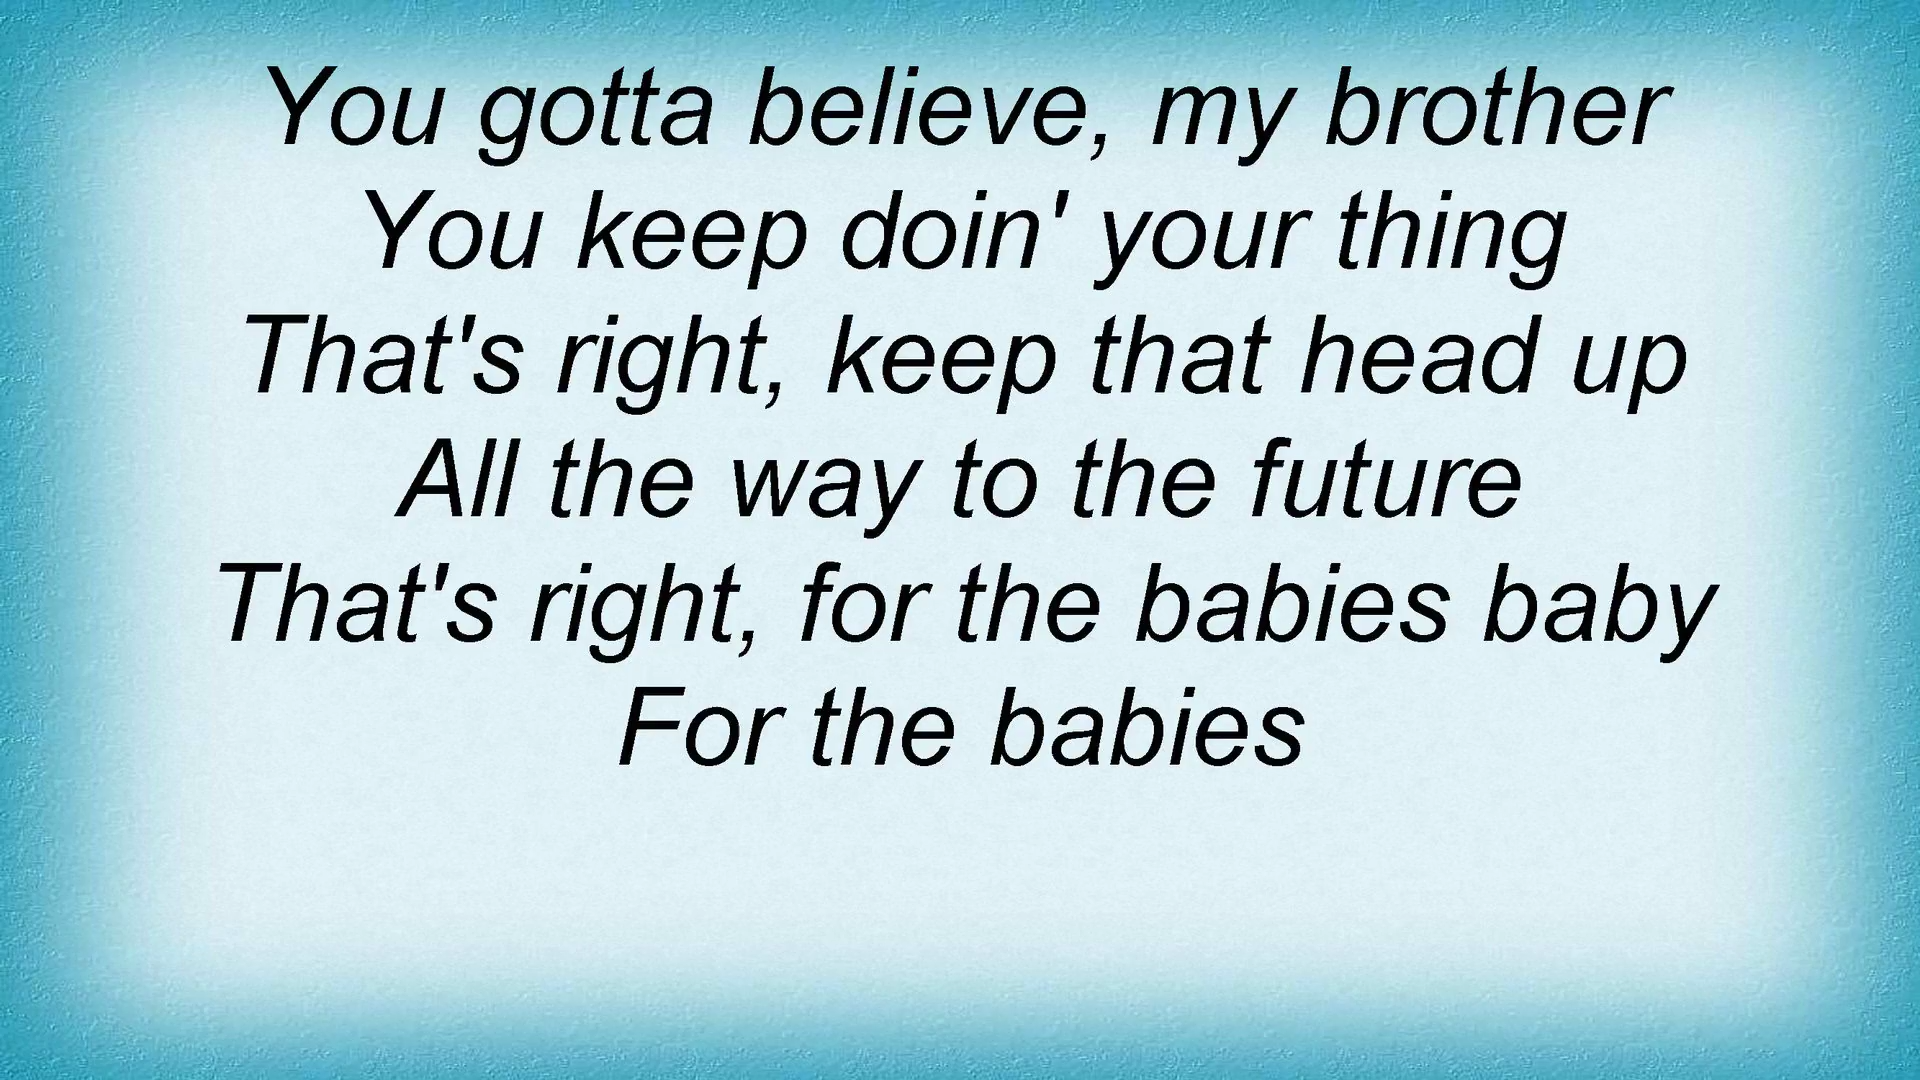 You gotta believe, my brother
You keep doin' your thing
That's right, keep that head up
All the way to the future
That's right, for the babies baby
For the babies